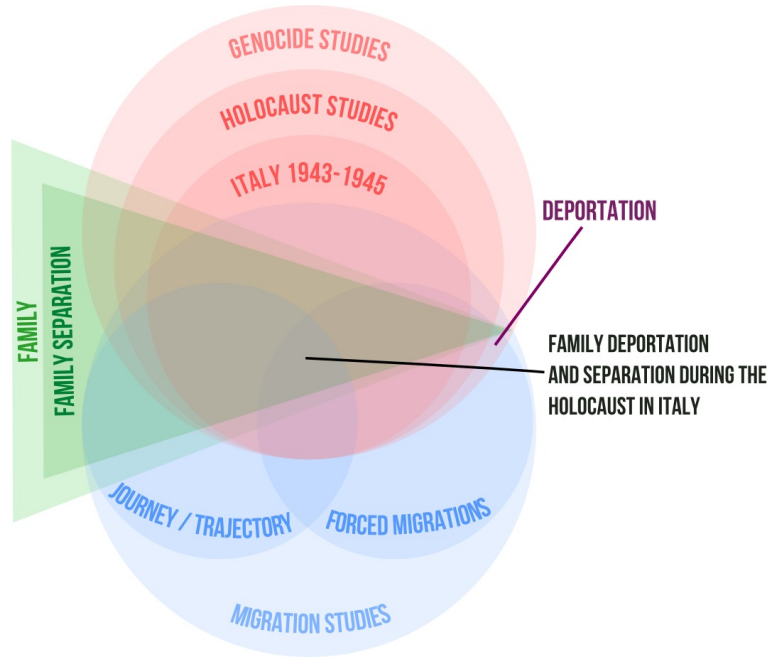 GENOCIDE STUDIES
HOLOCAUST STUDIES
ITALY 1943-1945
DEPORTATION
FAMILY
FAMILY SEPARATION
FAMILY DEPORTATION
AND SEPARATION DURING THE
HOLOCAUST IN ITALY
JOURNEY / TRAJECTORY
FORCED MIGRATIONS
MIGRATION STUDIES